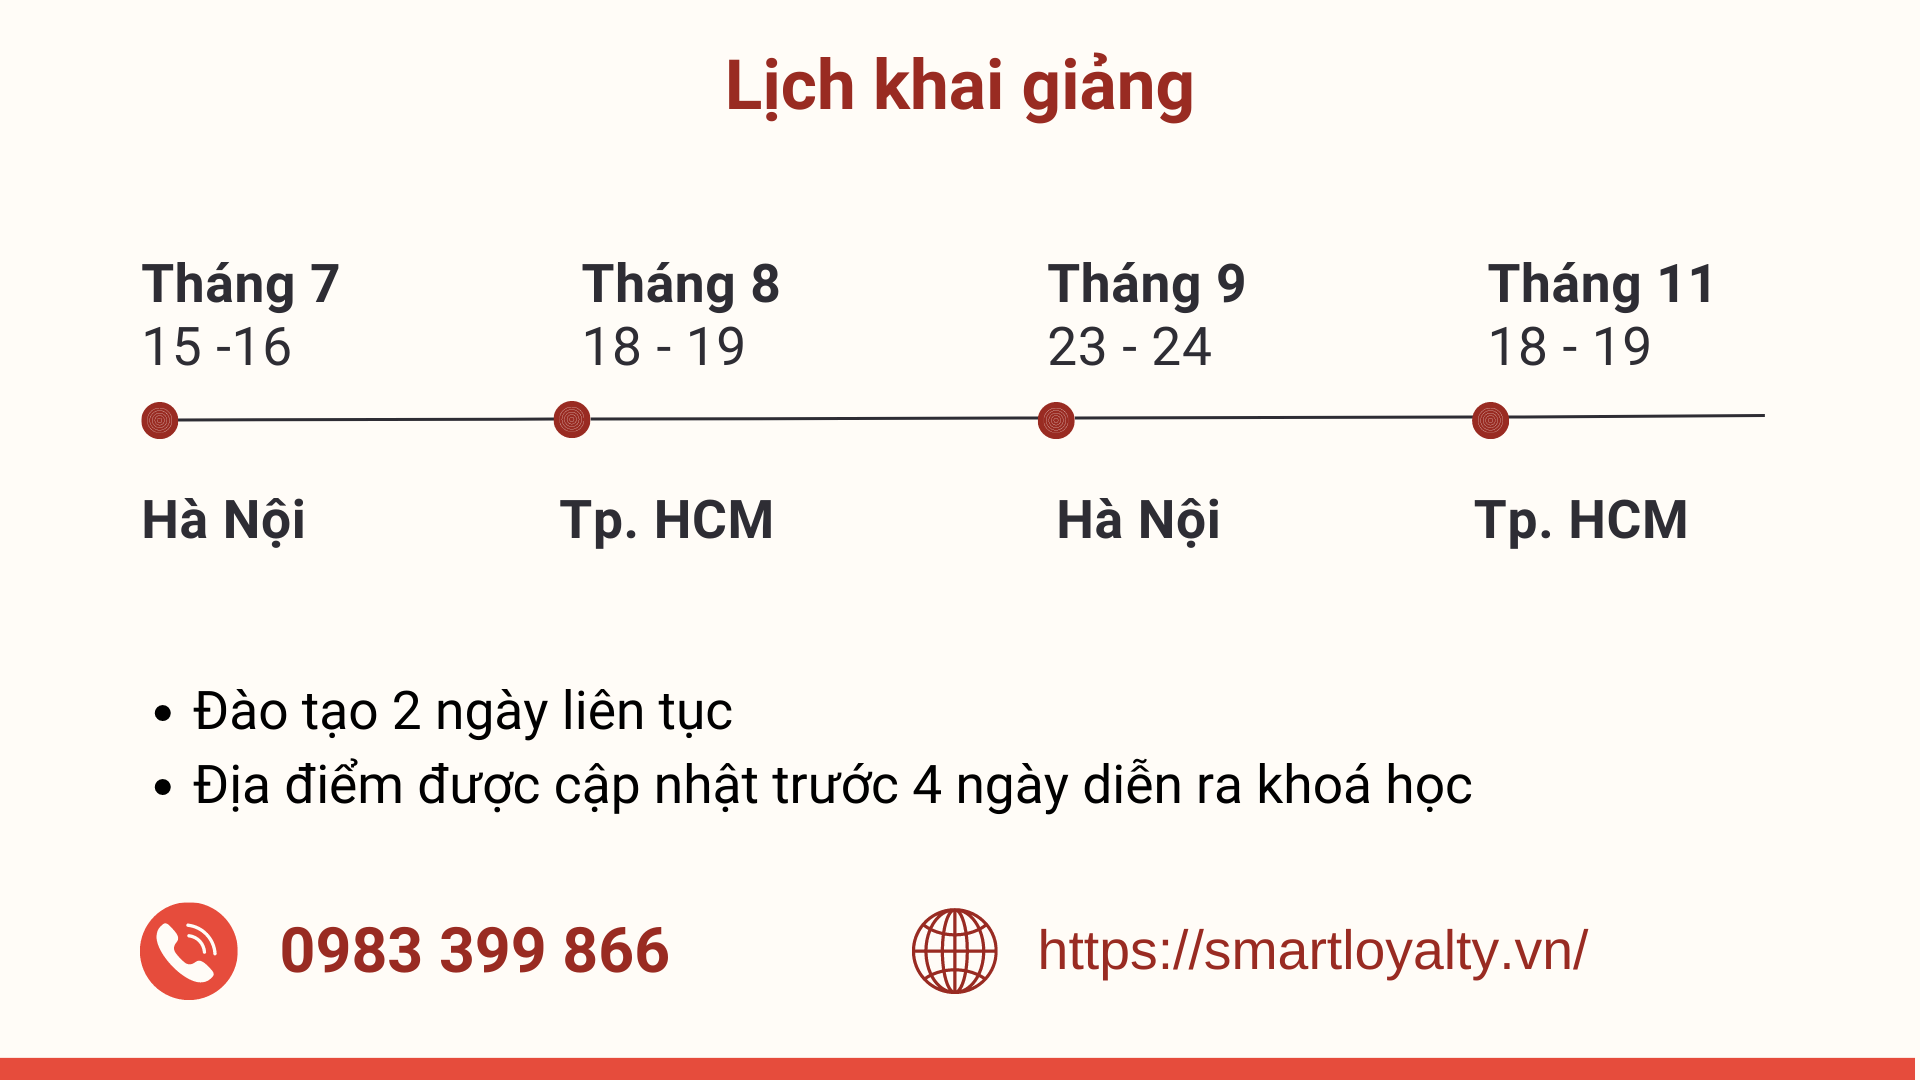 Lịch khai giảng
Tháng 7
15 -16
Hà Nội
Tháng 8
18 - 19
Tp. HCM
Tháng 9
23 - 24
Hà Nội
Tháng 11
18 - 19
Tp. HCM
• Đào tạo 2 ngày liên tục
• Địa điểm được cập nhật trước 4 ngày diễn ra khoá học
0983 399 866
https://smartloyalty.vn/